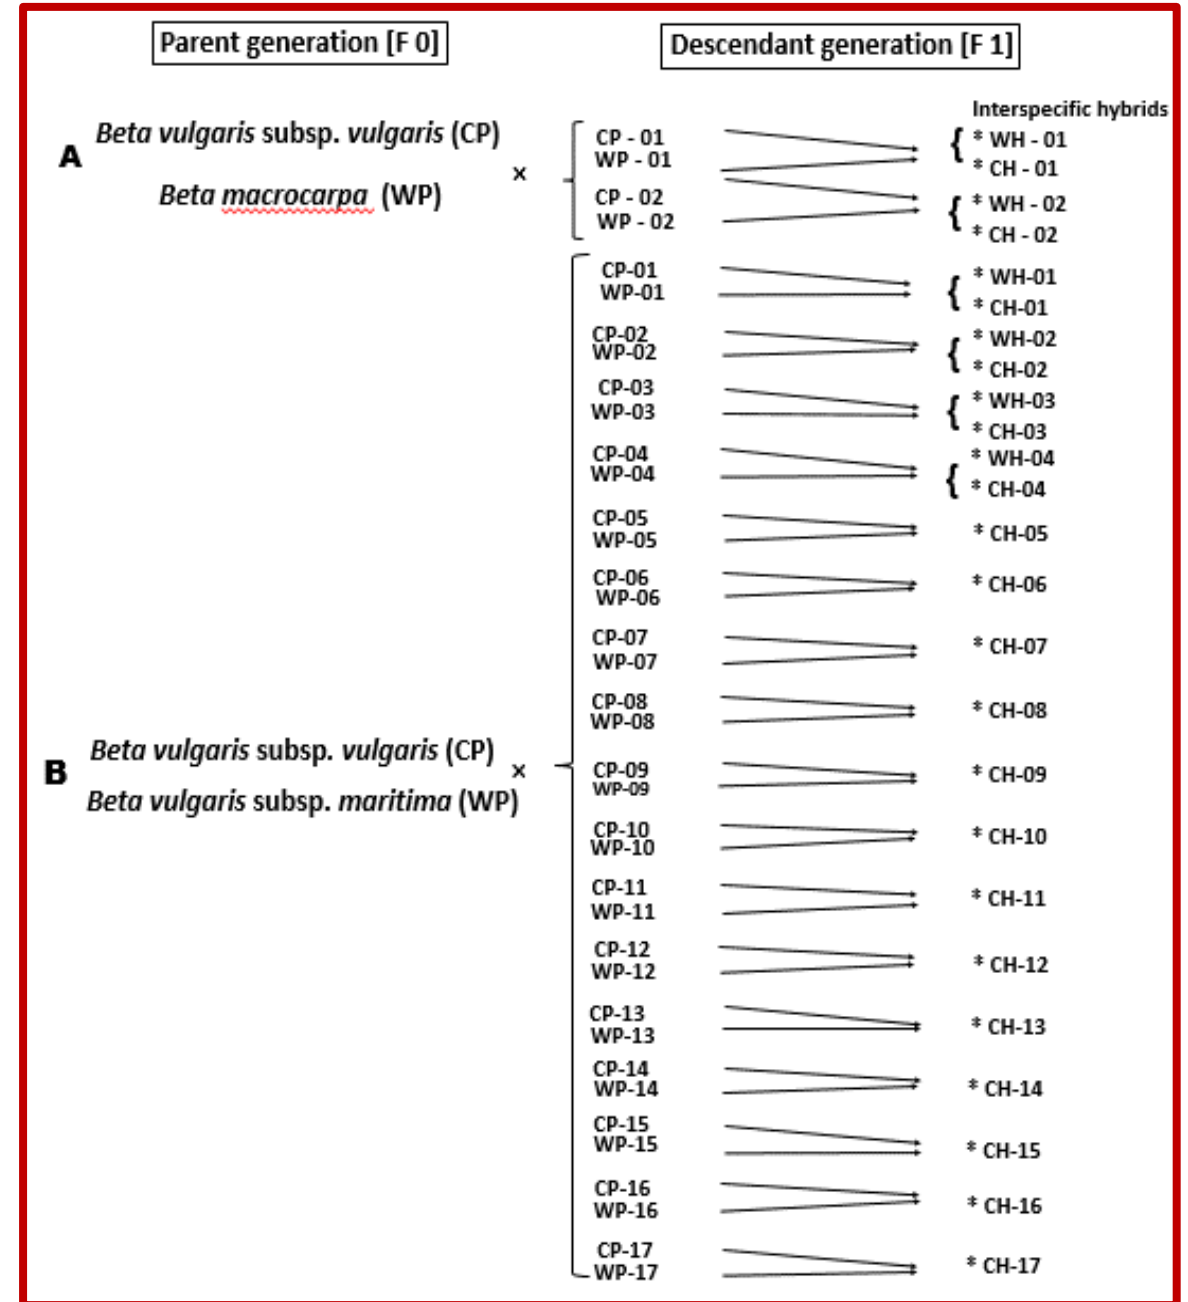 Parent generation [F 0]
Descendant generation [F 1]
Interspecific hybrids
A
Beta vulgaris subsp. vulgaris (CP)
×
Beta macrocarpa (WP)
CP - 01
WP - 01
{ * WH - 01
* CH - 01
CP - 02
WP - 02
{ * WH - 02
* CH - 02
B
Beta vulgaris subsp. vulgaris (CP)
×
Beta vulgaris subsp. maritima (WP)
CP-01
WP-01
{ * WH-01
* CH-01
CP-02
WP-02
{ * WH-02
* CH-02
CP-03
WP-03
{ * WH-03
* CH-03
CP-04
WP-04
{ * WH-04
* CH-04
CP-05
WP-05
* CH-05
CP-06
WP-06
* CH-06
CP-07
WP-07
* CH-07
CP-08
WP-08
* CH-08
CP-09
WP-09
* CH-09
CP-10
WP-10
* CH-10
CP-11
WP-11
* CH-11
CP-12
WP-12
* CH-12
CP-13
WP-13
* CH-13
CP-14
WP-14
* CH-14
CP-15
WP-15
* CH-15
CP-16
WP-16
* CH-16
CP-17
WP-17
* CH-17